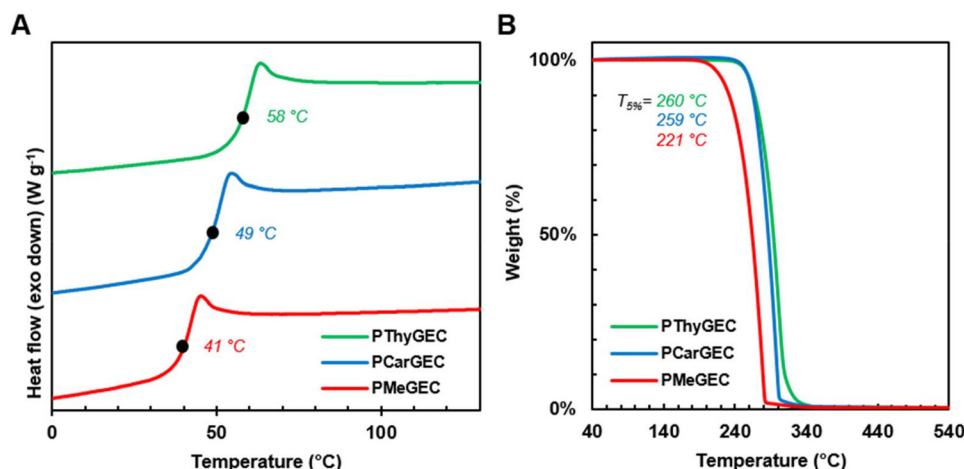 A
Heat flow (exo down) (W g⁻¹)
58 °C
49 °C
41 °C
PThyGEC
PCarGEC
PMeGEC
0
50
100
Temperature (°C)
B
Weight (%)
100%
50%
0%
T5%= 260 °C
259 °C
221 °C
PThyGEC
PCarGEC
PMeGEC
40
140
240
340
440
540
Temperature (°C)